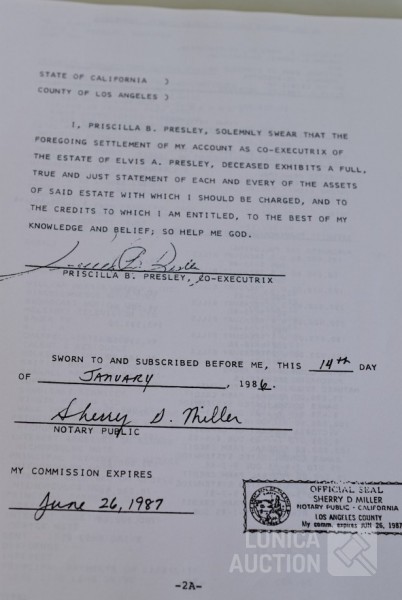 STATE OF CALIFORNIA )
COUNTY OF LOS ANGELES )
I, PRISCILLA B. PRESLEY, SOLEMNLY SWEAR THAT THE
FOREGOING SETTLEMENT OF MY ACCOUNT AS CO-EXECUTRIX OF
THE ESTATE OF ELVIS A. PRESLEY, DECEASED EXHIBITS A FULL,
TRUE AND JUST STATEMENT OF EACH AND EVERY OF THE ASSETS
OF SAID ESTATE WITH WHICH I SHOULD BE CHARGED, AND TO
THE CREDITS TO WHICH I AM ENTITLED, TO THE BEST OF MY
KNOWLEDGE AND BELIEF; SO HELP ME GOD.
PRISCILLA B. PRESLEY, CO-EXECUTRIX
SWORN TO AND SUBSCRIBED BEFORE ME, THIS 14th DAY
OF JANUARY, 1986.
Sherry D. Miller
NOTARY PUBLIC
MY COMMISSION EXPIRES
June 26, 1987
OFFICIAL SEAL
SHERRY D MILLER
NOTARY PUBLIC - CALIFORNIA
LOS ANGELES COUNTY
My comm. expires JUN 26, 1987
LONICA
AUCTION
-2A-